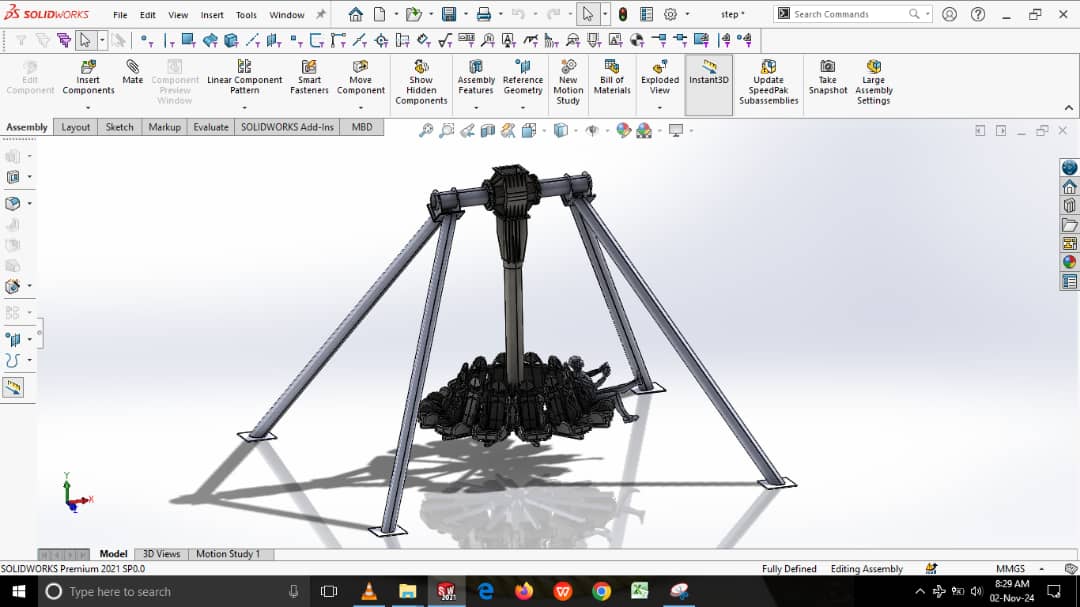 SOLIDWORKS File Edit View Insert Tools Window step * Search Commands
Edit Component
Insert Components
Mate
Component Preview Window
Linear Component Pattern
Smart Fasteners
Move Component
Show Hidden Components
Assembly Features
Reference Geometry
New Motion Study
Bill of Materials
Exploded View
Instant3D
Update SpeedPak Subassemblies
Take Snapshot
Large Assembly Settings
Assembly Layout Sketch Markup Evaluate SOLIDWORKS Add-Ins MBD
Y
X
Model 3D Views Motion Study 1
SOLIDWORKS Premium 2021 SP0.0 Fully Defined Editing Assembly MMGS
Type here to search
SW 2021
8:29 AM
02-Nov-24